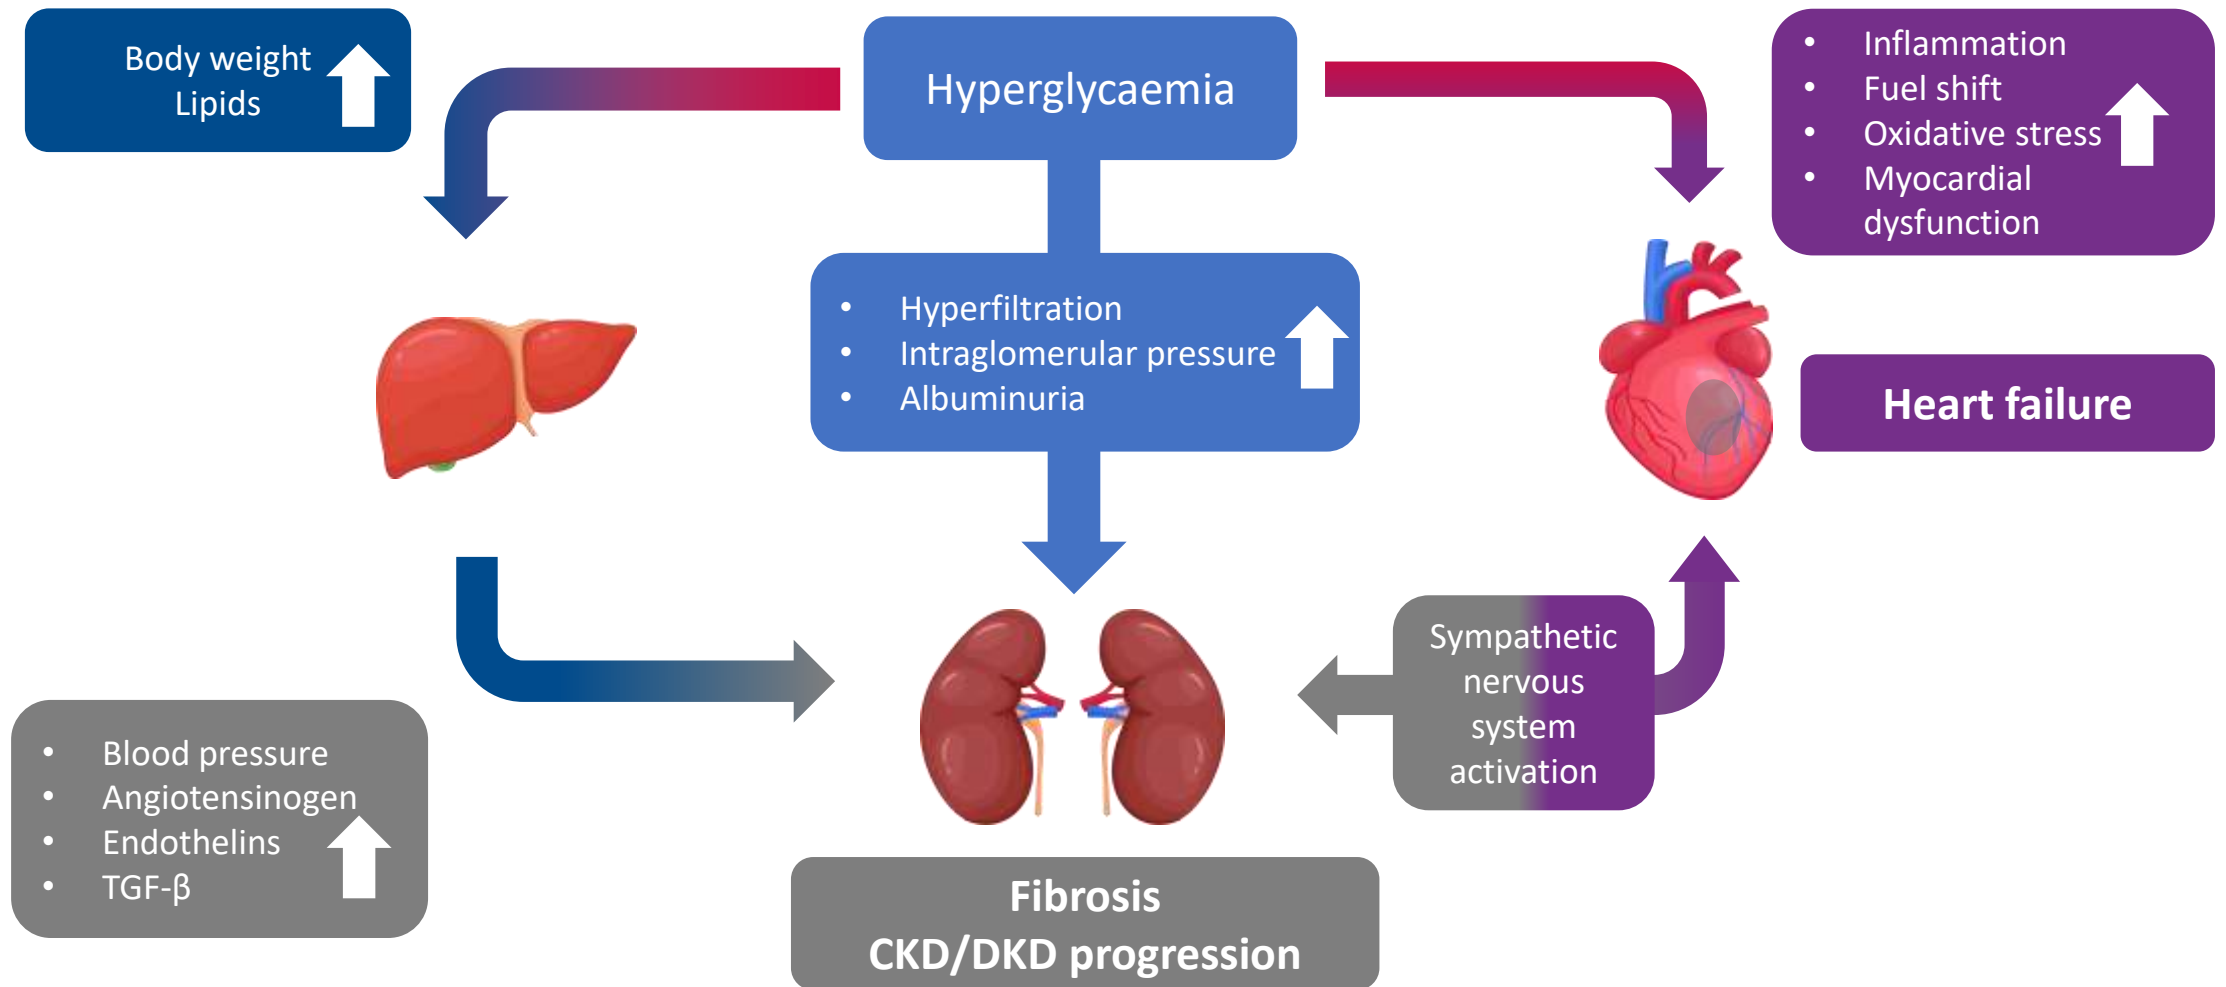 Body weight
Lipids
Hyperglycaemia
• Inflammation
• Fuel shift
• Oxidative stress
• Myocardial
dysfunction
• Hyperfiltration
• Intraglomerular pressure
• Albuminuria
Heart failure
Sympathetic
nervous
system
activation
• Blood pressure
• Angiotensinogen
• Endothelins
• TGF-β
Fibrosis
CKD/DKD progression